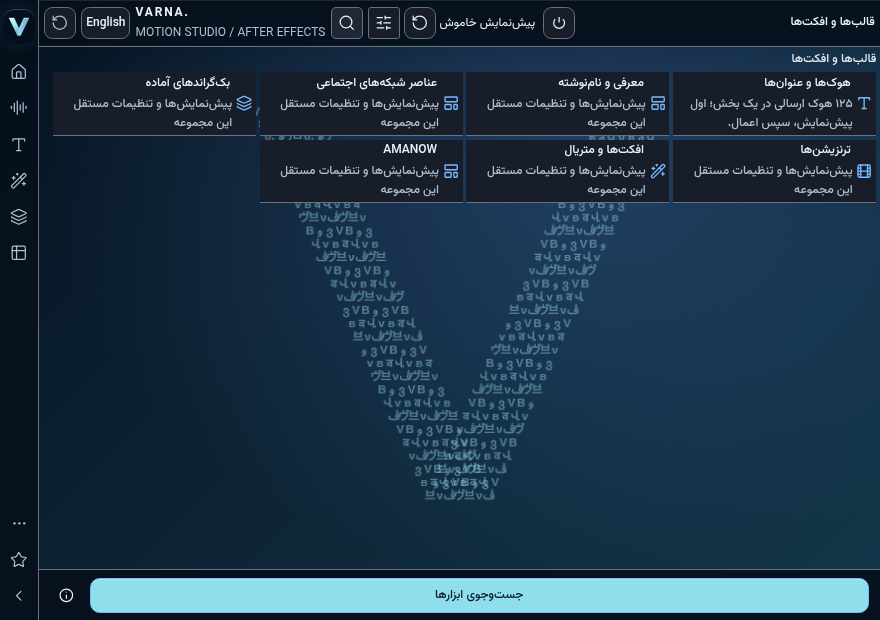 English
VARNA.
MOTION STUDIO / AFTER EFFECTS
پیش‌نمایش خاموش
قالب‌ها و افکت‌ها
قالب‌ها و افکت‌ها
هوک‌ها و عنوان‌ها
۱۲۵ هوک ارسالی در یک بخش؛ اول
پیش‌نمایش، سپس اعمال.
معرفی و نام‌نوشته
پیش‌نمایش‌ها و تنظیمات مستقل
این مجموعه
عناصر شبکه‌های اجتماعی
پیش‌نمایش‌ها و تنظیمات مستقل
این مجموعه
بک‌گراندهای آماده
پیش‌نمایش‌ها و تنظیمات مستقل
این مجموعه
ترنزیشن‌ها
پیش‌نمایش‌ها و تنظیمات مستقل
این مجموعه
افکت‌ها و متریال
پیش‌نمایش‌ها و تنظیمات مستقل
این مجموعه
AMANOW
پیش‌نمایش‌ها و تنظیمات مستقل
این مجموعه
جست‌وجوی ابزارها